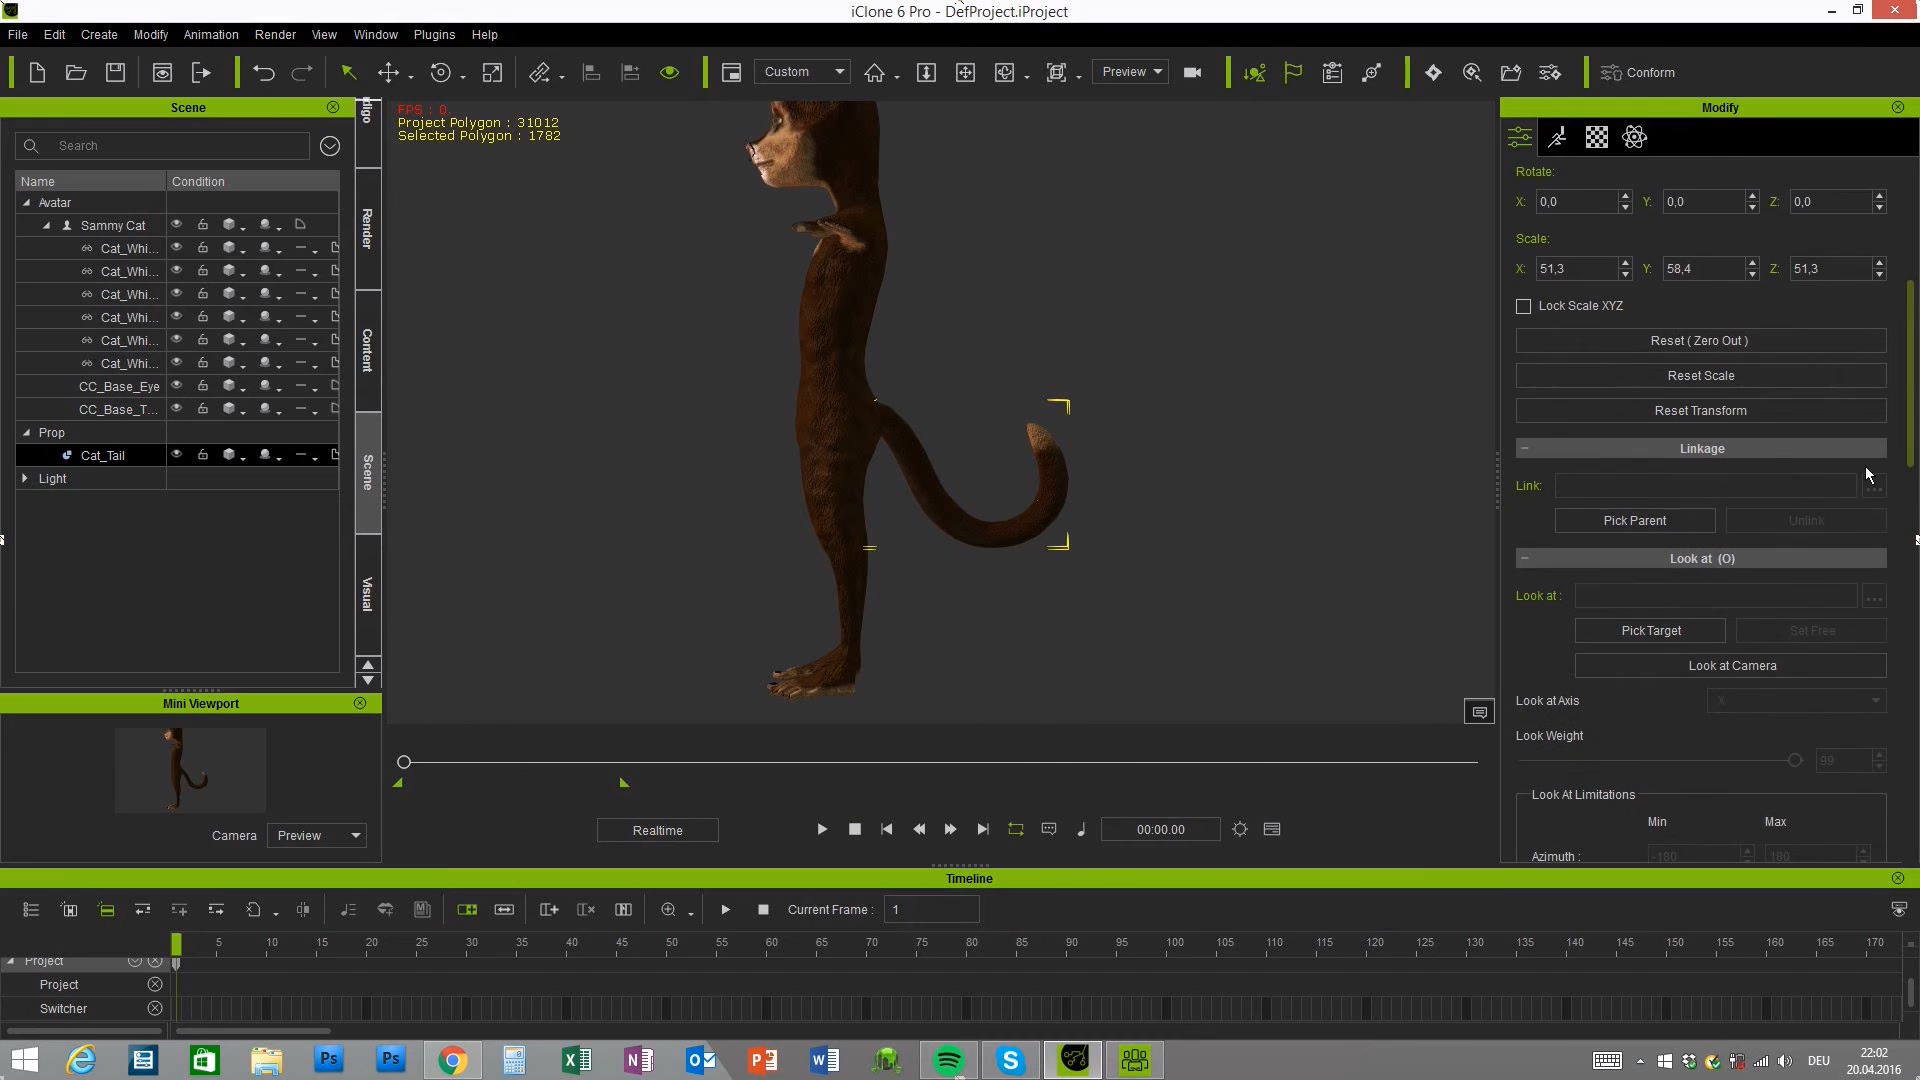 iClone 6 Pro - DefProject.iProject
File Edit Create Modify Animation Render View Window Plugins Help
Custom Preview Conform
Scene
Search
Name Condition
Avatar
Sammy Cat
Cat_Whi...
Cat_Whi...
Cat_Whi...
Cat_Whi...
Cat_Whi...
Cat_Whi...
CC_Base_Eye
CC_Base_T...
Prop
Cat_Tail
Light
Render
Content
Scene
Visual
FPS : 0
Project Polygon : 31012
Selected Polygon : 1782
Modify
Rotate:
X: 0,0 Y: 0,0 Z: 0,0
Scale:
X: 51,3 Y: 58,4 Z: 51,3
Lock Scale XYZ
Reset ( Zero Out )
Reset Scale
Reset Transform
Linkage
Link: ...
Pick Parent Unlink
Look at (O)
Look at : ...
Pick Target Set Free
Look at Camera
Look at Axis X
Look Weight
99
Look At Limitations
Min Max
Azimuth : -180 180
Mini Viewport
Camera Preview
Realtime 00:00.00
Timeline
Current Frame : 1
5 10 15 20 25 30 35 40 45 50 55 60 65 70 75 80 85 90 95 100 105 110 115 120 125 130 135 140 145 150 155 160 165 170
Project
Project
Switcher
Ps Ps
DEU
22:02
20.04.2016